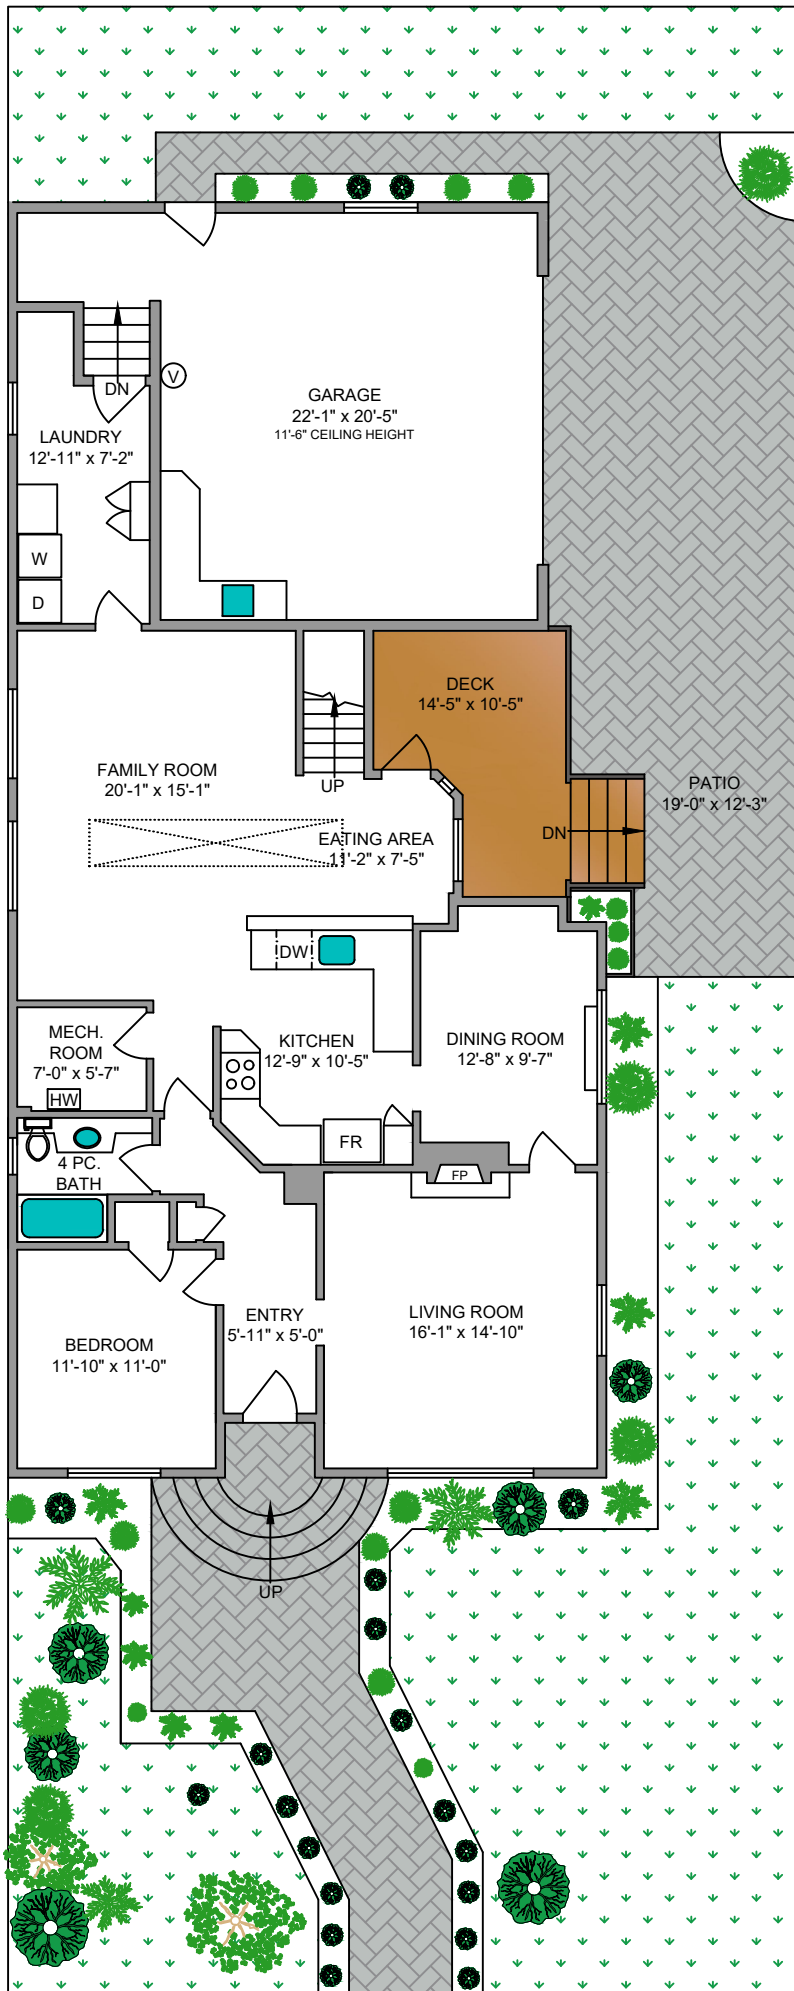 GARAGE
22'-1" x 20'-5"
11'-6" CEILING HEIGHT
V
DN
LAUNDRY
12'-11" x 7'-2"
W
D
DECK
14'-5" x 10'-5"
FAMILY ROOM
20'-1" x 15'-1"
UP
PATIO
19'-0" x 12'-3"
DN
EATING AREA
11'-2" x 7'-5"
DW
MECH.
ROOM
7'-0" x 5'-7"
HW
KITCHEN
12'-9" x 10'-5"
DINING ROOM
12'-8" x 9'-7"
FR
4 PC.
BATH
FP
ENTRY
5'-11" x 5'-0"
LIVING ROOM
16'-1" x 14'-10"
BEDROOM
11'-10" x 11'-0"
UP